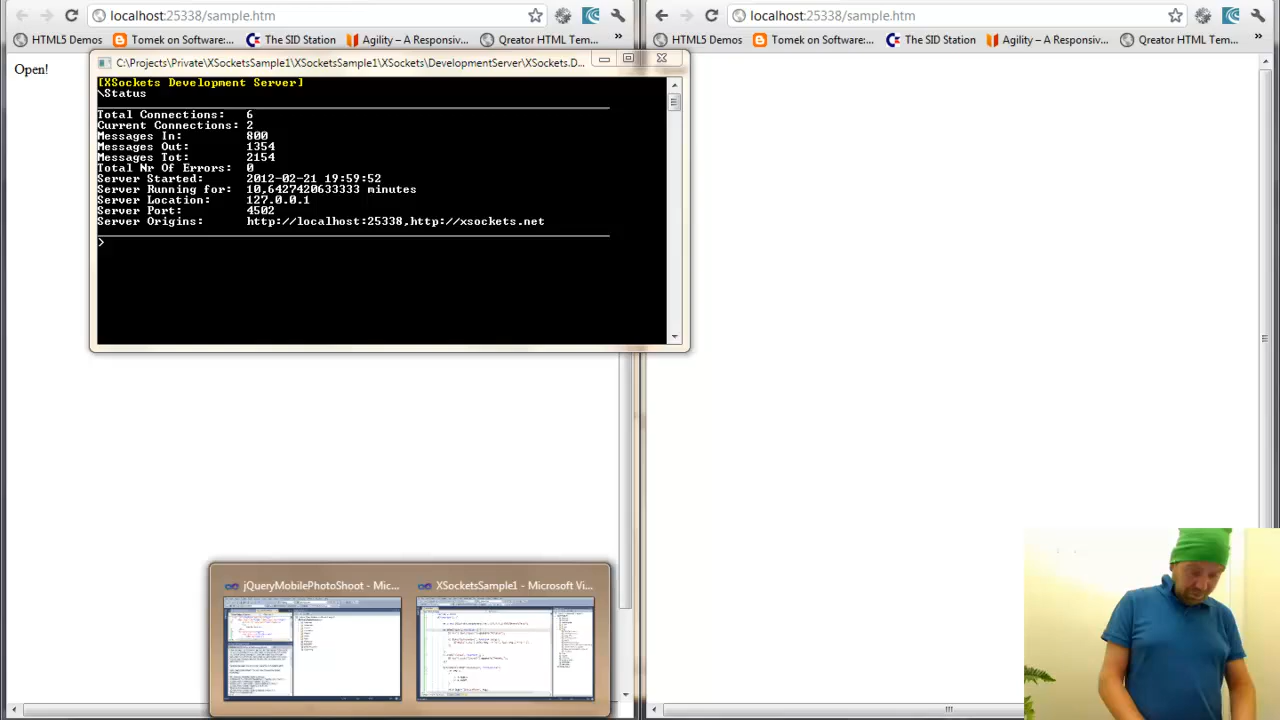 localhost:25338/sample.htm
HTML5 Demos Tomek on Software:... The SID Station Agility – A Responsiv... Qreator HTML Tem... »
Open!
localhost:25338/sample.htm
HTML5 Demos Tomek on Software:... The SID Station Agility – A Responsiv... Qreator HTML Tem... »
C:\Projects\Private\XSocketsSample1\XSocketsSample1\XSockets\DevelopmentServer\XSockets.D...
[XSockets Development Server]
\Status
Total Connections: 6
Current Connections: 2
Messages In: 800
Messages Out: 1354
Messages Tot: 2154
Total Nr Of Errors: 0
Server Started: 2012-02-21 19:59:52
Server Running for: 10,6427420633333 minutes
Server Location: 127.0.0.1
Server Port: 4502
Server Origins: http://localhost:25338,http://xsockets.net
>
jQueryMobilePhotoShoot - Mic...
XSocketsSample1 - Microsoft Vi...